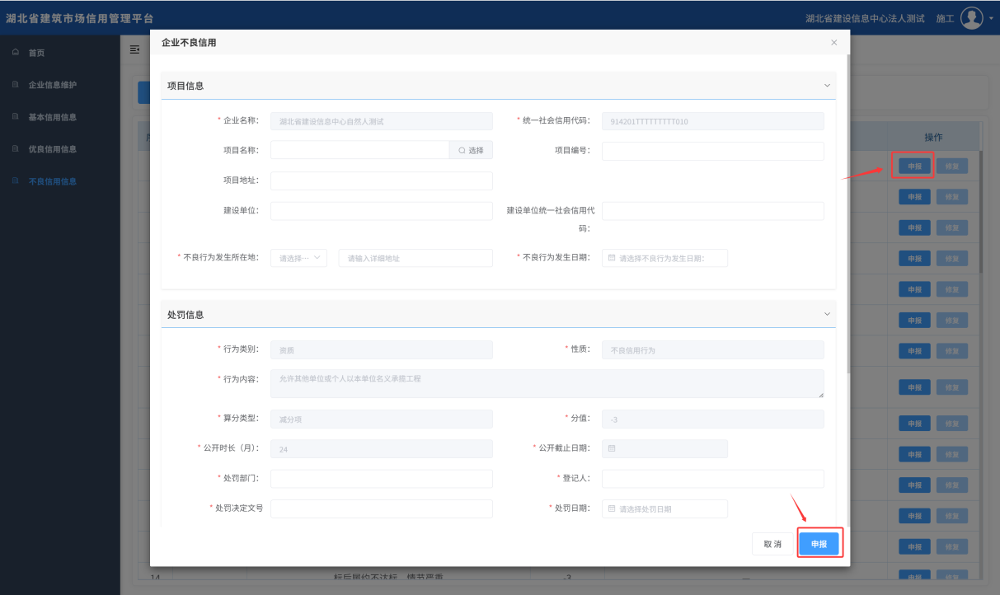 湖北省建筑市场信用管理平台
湖北省建设信息中心法人测试 施工
首页
企业信息维护
基本信用信息
优良信用信息
不良信用信息
企业不良信用
项目信息
* 企业名称： 湖北省建设信息中心自然人测试 * 统一社会信用代码： 914201TTTTTTTTTT010
项目名称： 选择 项目编号：
项目地址：
建设单位： 建设单位统一社会信用代
码：
* 不良行为发生所在地： 请选择… 请输入详细地址 * 不良行为发生日期： 请选择不良行为发生日期：
处罚信息
* 行为类别： 资质 * 性质： 不良信用行为
* 行为内容： 允许其他单位或个人以本单位名义承揽工程
* 算分类型： 减分项 * 分值： -3
* 公开时长（月）： 24 * 公开截止日期：
* 处罚部门： * 登记人：
* 处罚决定文号 * 处罚日期： 请选择处罚日期
取消 申报
操作
申报 修复
申报 修复
申报 修复
申报 修复
申报 修复
申报 修复
申报 修复
申报 修复
申报 修复
申报 修复
申报 修复
申报 修复
申报 修复
14 标后履约不达标，情节严重 -3 申报 修复